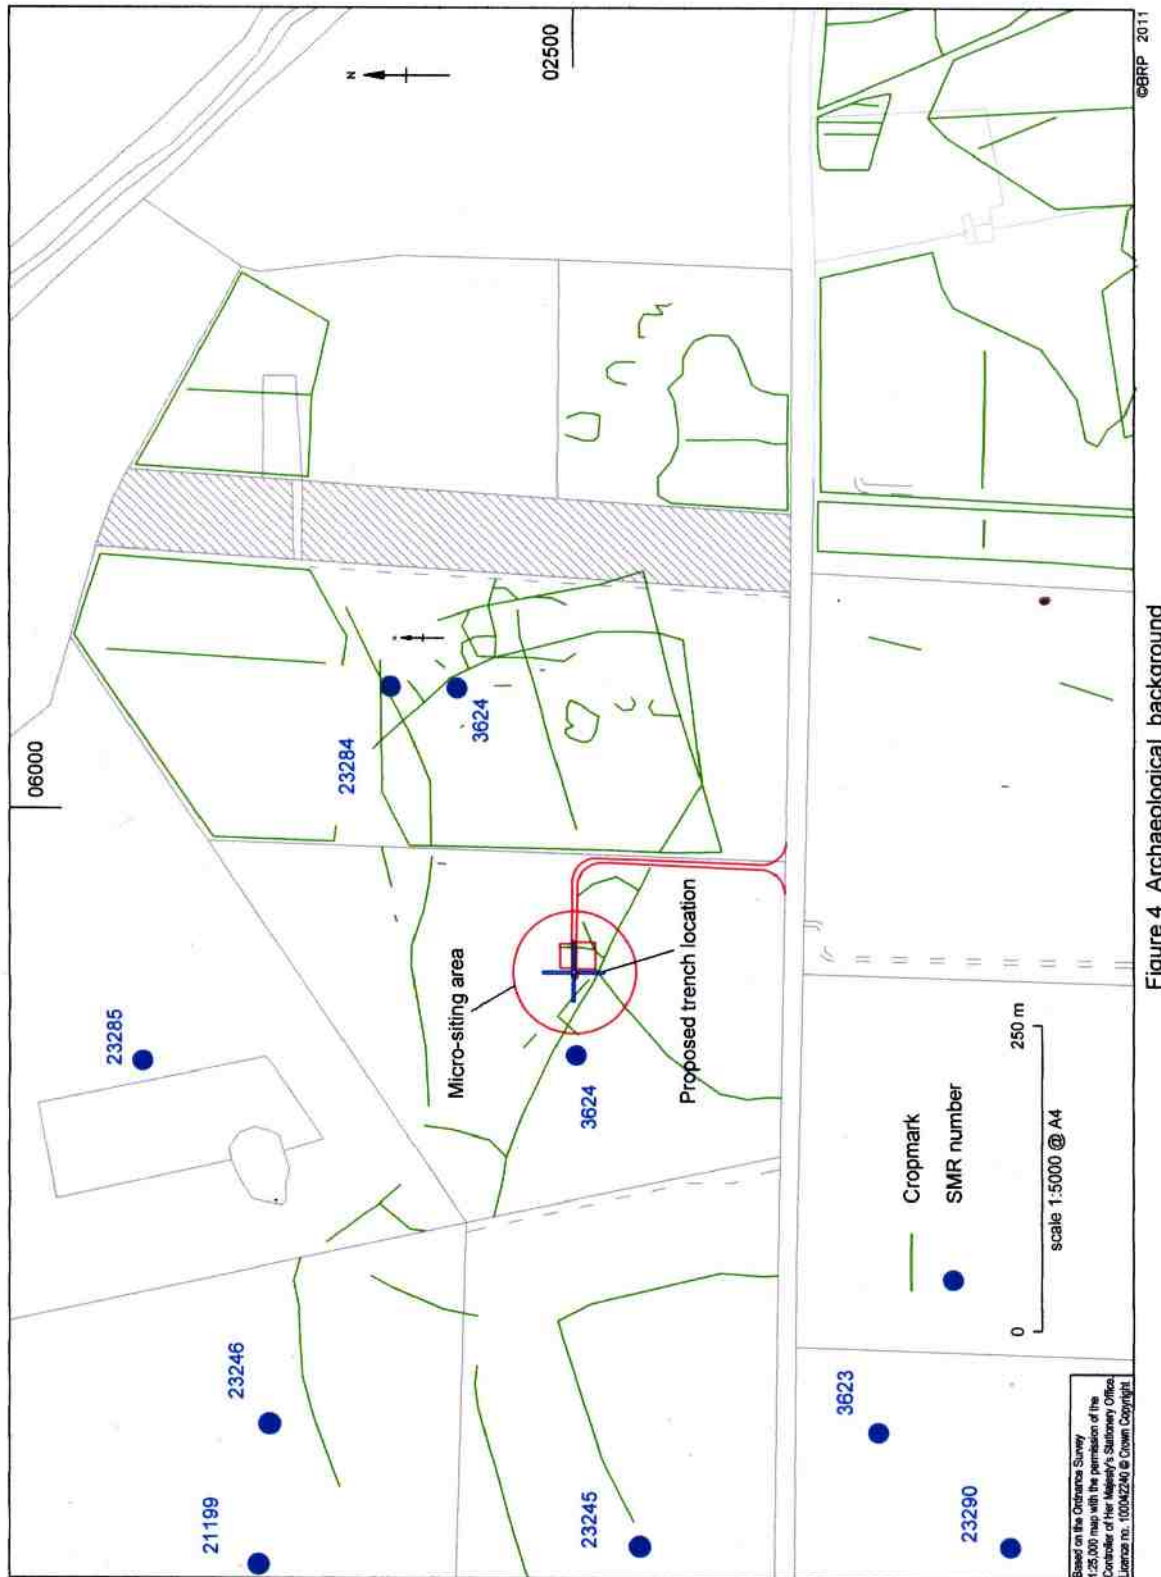 06000
02500
N
23285
23284
3624
23246
21199
Micro-siting area
3624
Proposed trench location
23245
3623
23290
Cropmark
SMR number
0
250 m
scale 1:5000 @ A4
Based on the Ordnance Survey
1:25,000 map with the permission of the
Controller of Her Majesty's Stationery Office.
Licence no. 100042240 © Crown Copyright
Figure 4 Archaeological background
©BRP 2011